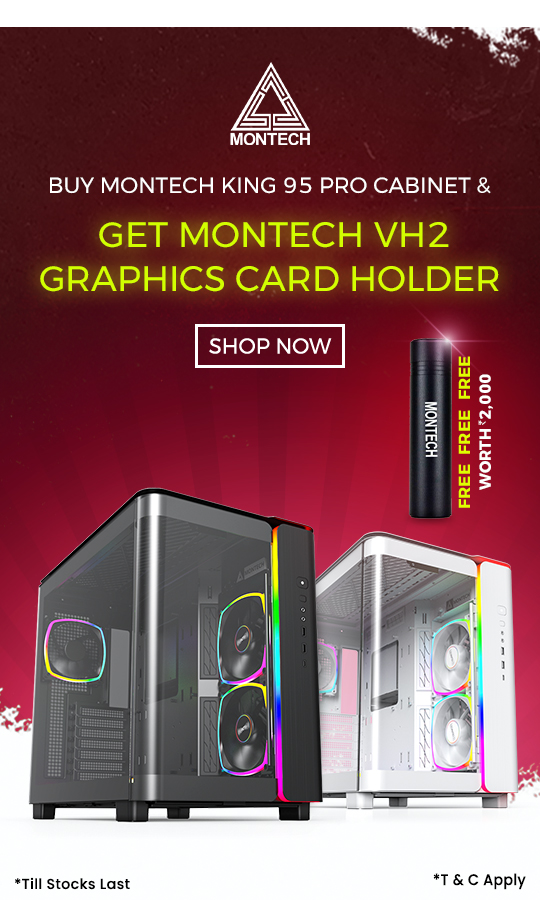 MONTECH
BUY MONTECH KING 95 PRO CABINET &
GET MONTECH VH2
GRAPHICS CARD HOLDER
SHOP NOW
MONTECH
FREE FREE FREE
WORTH ₹2,000
*Till Stocks Last
*T & C Apply